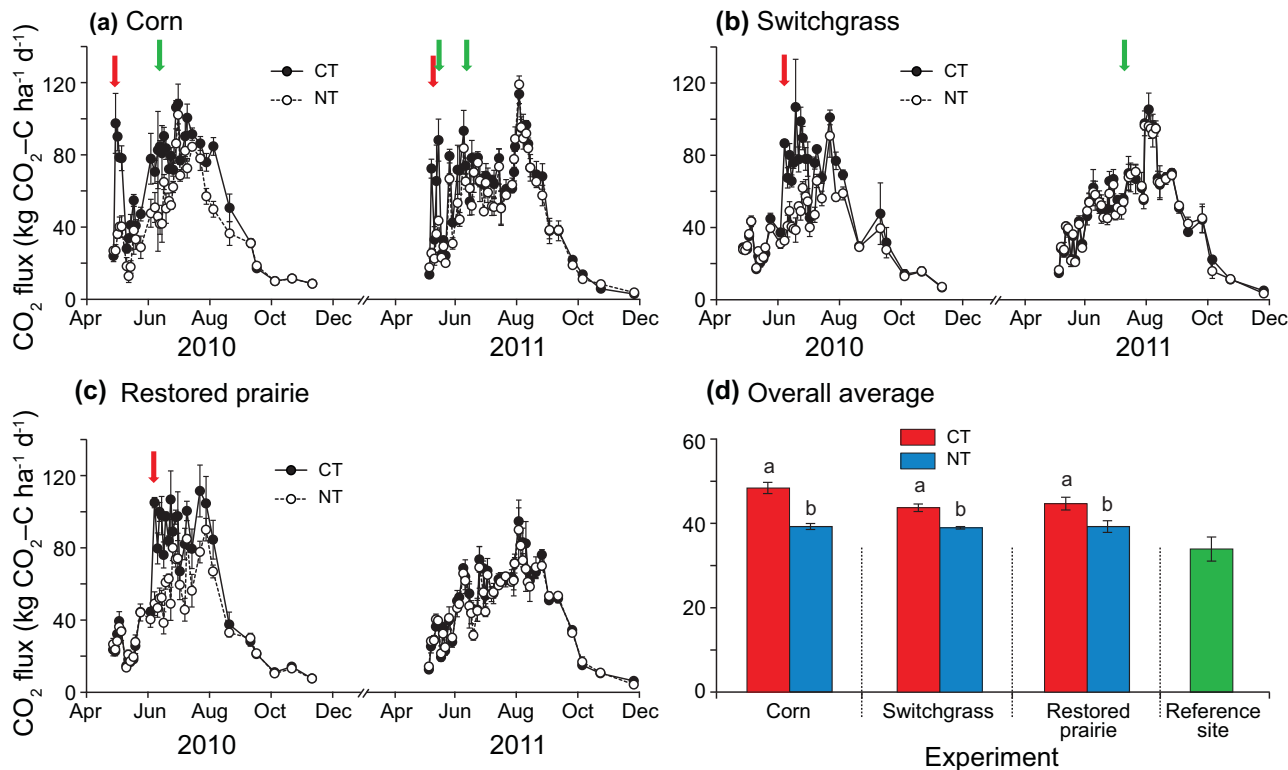 (a) Corn
CO₂ flux (kg CO₂–C ha⁻¹ d⁻¹)
120
80
40
0
CT
NT
Apr Jun Aug Oct Dec Apr Jun Aug Oct Dec
2010 2011
(b) Switchgrass
120
80
40
0
CT
NT
Apr Jun Aug Oct Dec Apr Jun Aug Oct Dec
2010 2011
(c) Restored prairie
CO₂ flux (kg CO₂–C ha⁻¹ d⁻¹)
120
80
40
0
CT
NT
Apr Jun Aug Oct Dec Apr Jun Aug Oct Dec
2010 2011
(d) Overall average
60
40
20
0
CT
NT
a b a b a b
Corn Switchgrass Restored Reference
prairie site
Experiment